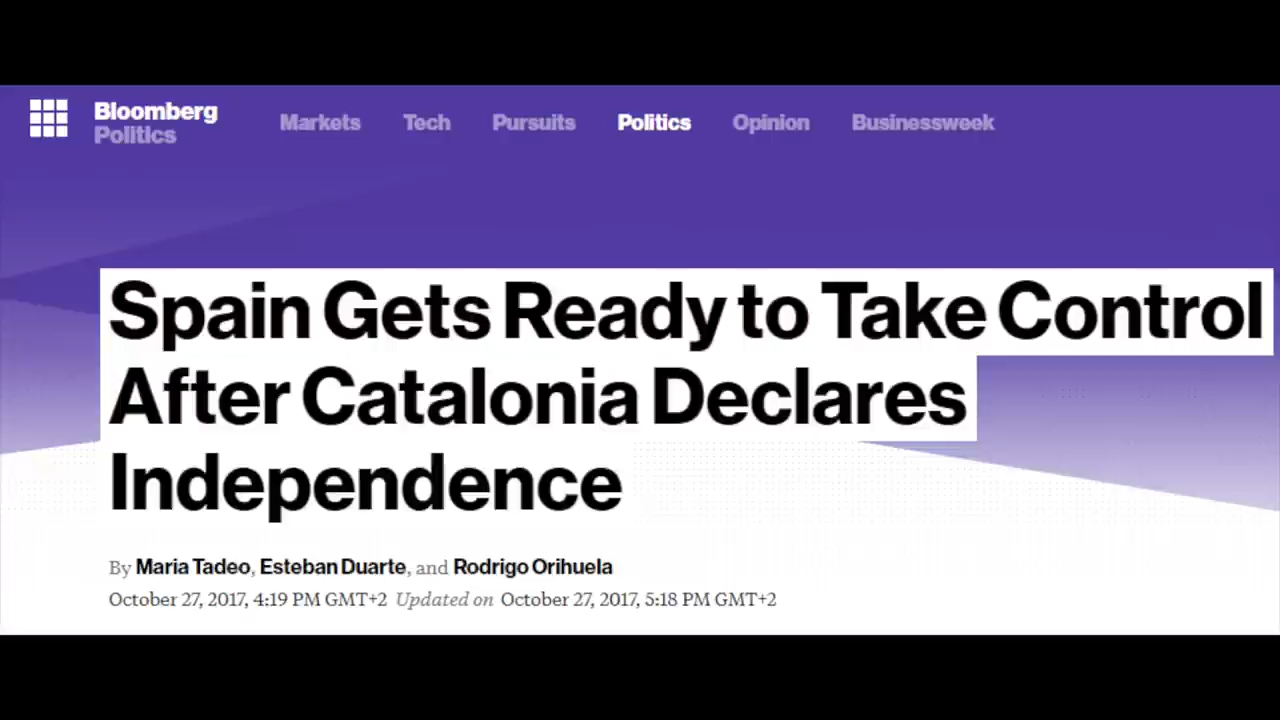 Bloomberg
Politics
Markets Tech Pursuits Politics Opinion Businessweek
Spain Gets Ready to Take Control
After Catalonia Declares
Independence
By Maria Tadeo, Esteban Duarte, and Rodrigo Orihuela
October 27, 2017, 4:19 PM GMT+2 Updated on October 27, 2017, 5:18 PM GMT+2